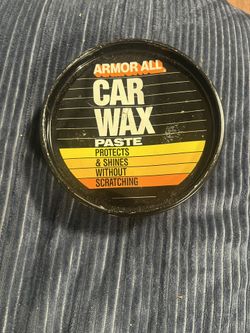 ARMOR ALL
CAR
WAX
PASTE
PROTECTS
& SHINES
WITHOUT
SCRATCHING